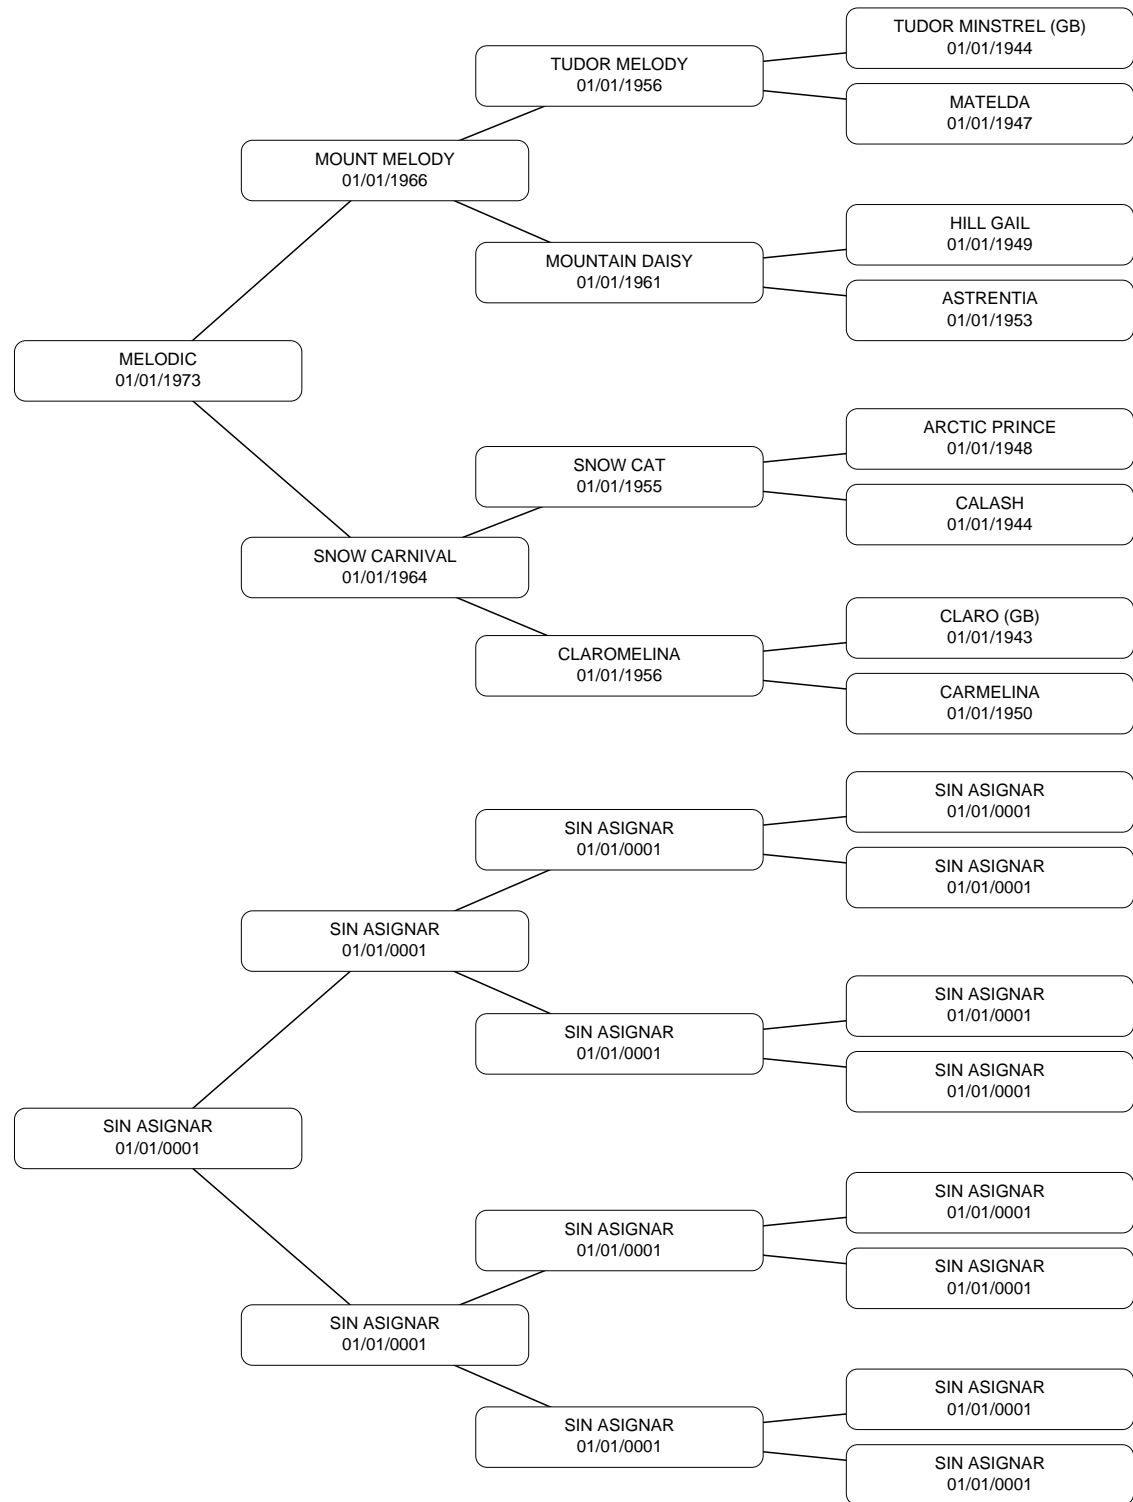 TUDOR MINSTREL (GB)
01/01/1944
TUDOR MELODY
01/01/1956
MATELDA
01/01/1947
MOUNT MELODY
01/01/1966
HILL GAIL
01/01/1949
MOUNTAIN DAISY
01/01/1961
ASTRENTIA
01/01/1953
MELODIC
01/01/1973
ARCTIC PRINCE
01/01/1948
SNOW CAT
01/01/1955
CALASH
01/01/1944
SNOW CARNIVAL
01/01/1964
CLARO (GB)
01/01/1943
CLAROMELINA
01/01/1956
CARMELINA
01/01/1950
SIN ASIGNAR
01/01/0001
SIN ASIGNAR
01/01/0001
SIN ASIGNAR
01/01/0001
SIN ASIGNAR
01/01/0001
SIN ASIGNAR
01/01/0001
SIN ASIGNAR
01/01/0001
SIN ASIGNAR
01/01/0001
SIN ASIGNAR
01/01/0001
SIN ASIGNAR
01/01/0001
SIN ASIGNAR
01/01/0001
SIN ASIGNAR
01/01/0001
SIN ASIGNAR
01/01/0001
SIN ASIGNAR
01/01/0001
SIN ASIGNAR
01/01/0001
SIN ASIGNAR
01/01/0001